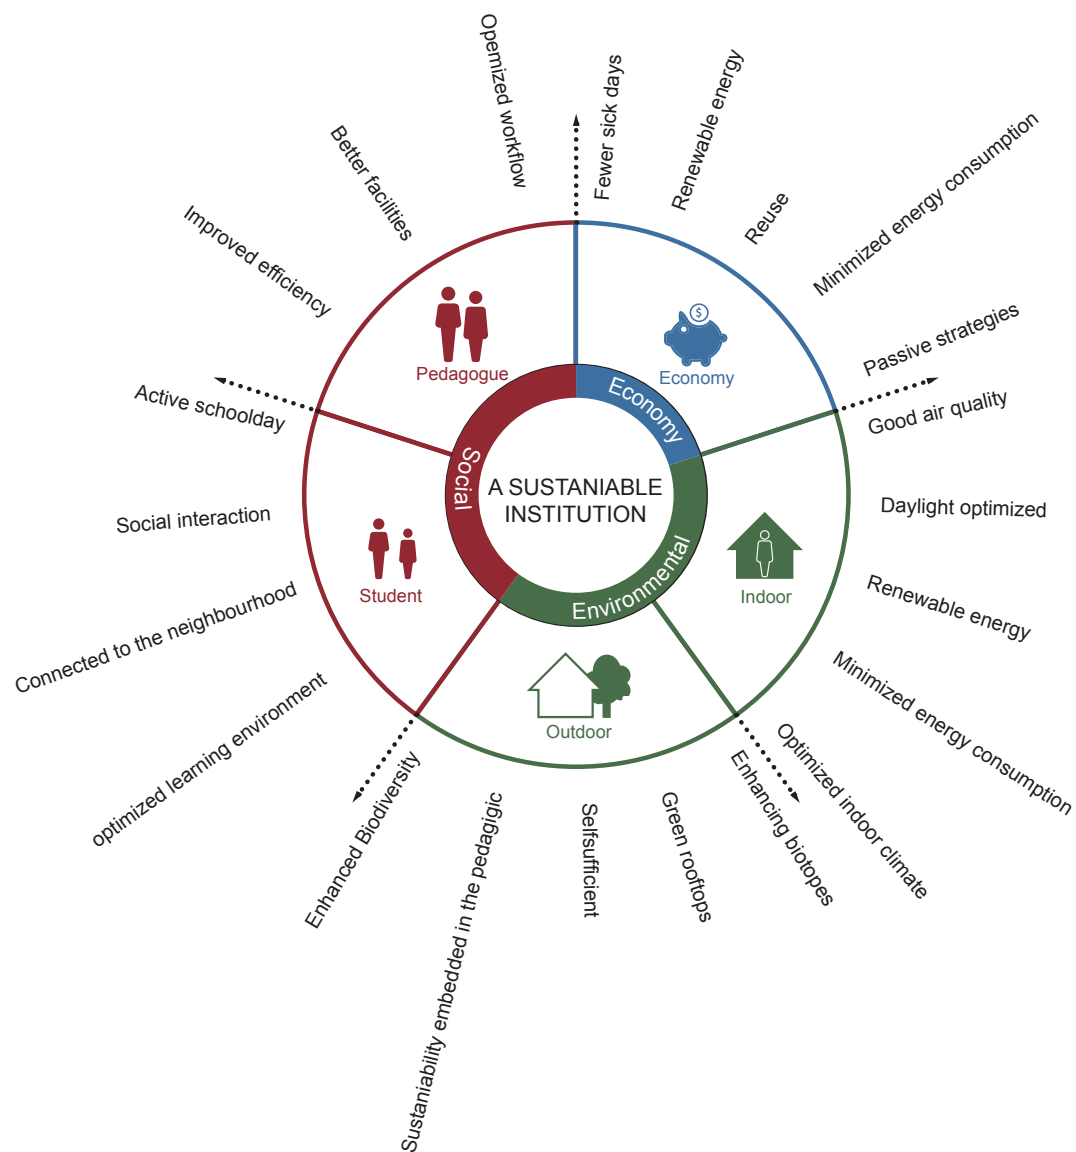 A SUSTANIABLE
INSTITUTION
Economy
Environmental
Social
Economy
Indoor
Outdoor
Student
Pedagogue
Fewer sick days
Renewable energy
Reuse
Minimized energy consumption
Passive strategies
Good air quality
Daylight optimized
Renewable energy
Minimized energy consumption
Optimized indoor climate
Enhancing biotopes
Green rooftops
Selfsufficient
Sustaniability embedded in the pedagigic
Enhanced Biodiversity
optimized learning environment
Connected to the neighbourhood
Social interaction
Active schoolday
Improved efficiency
Better facilities
Opemized workflow
$